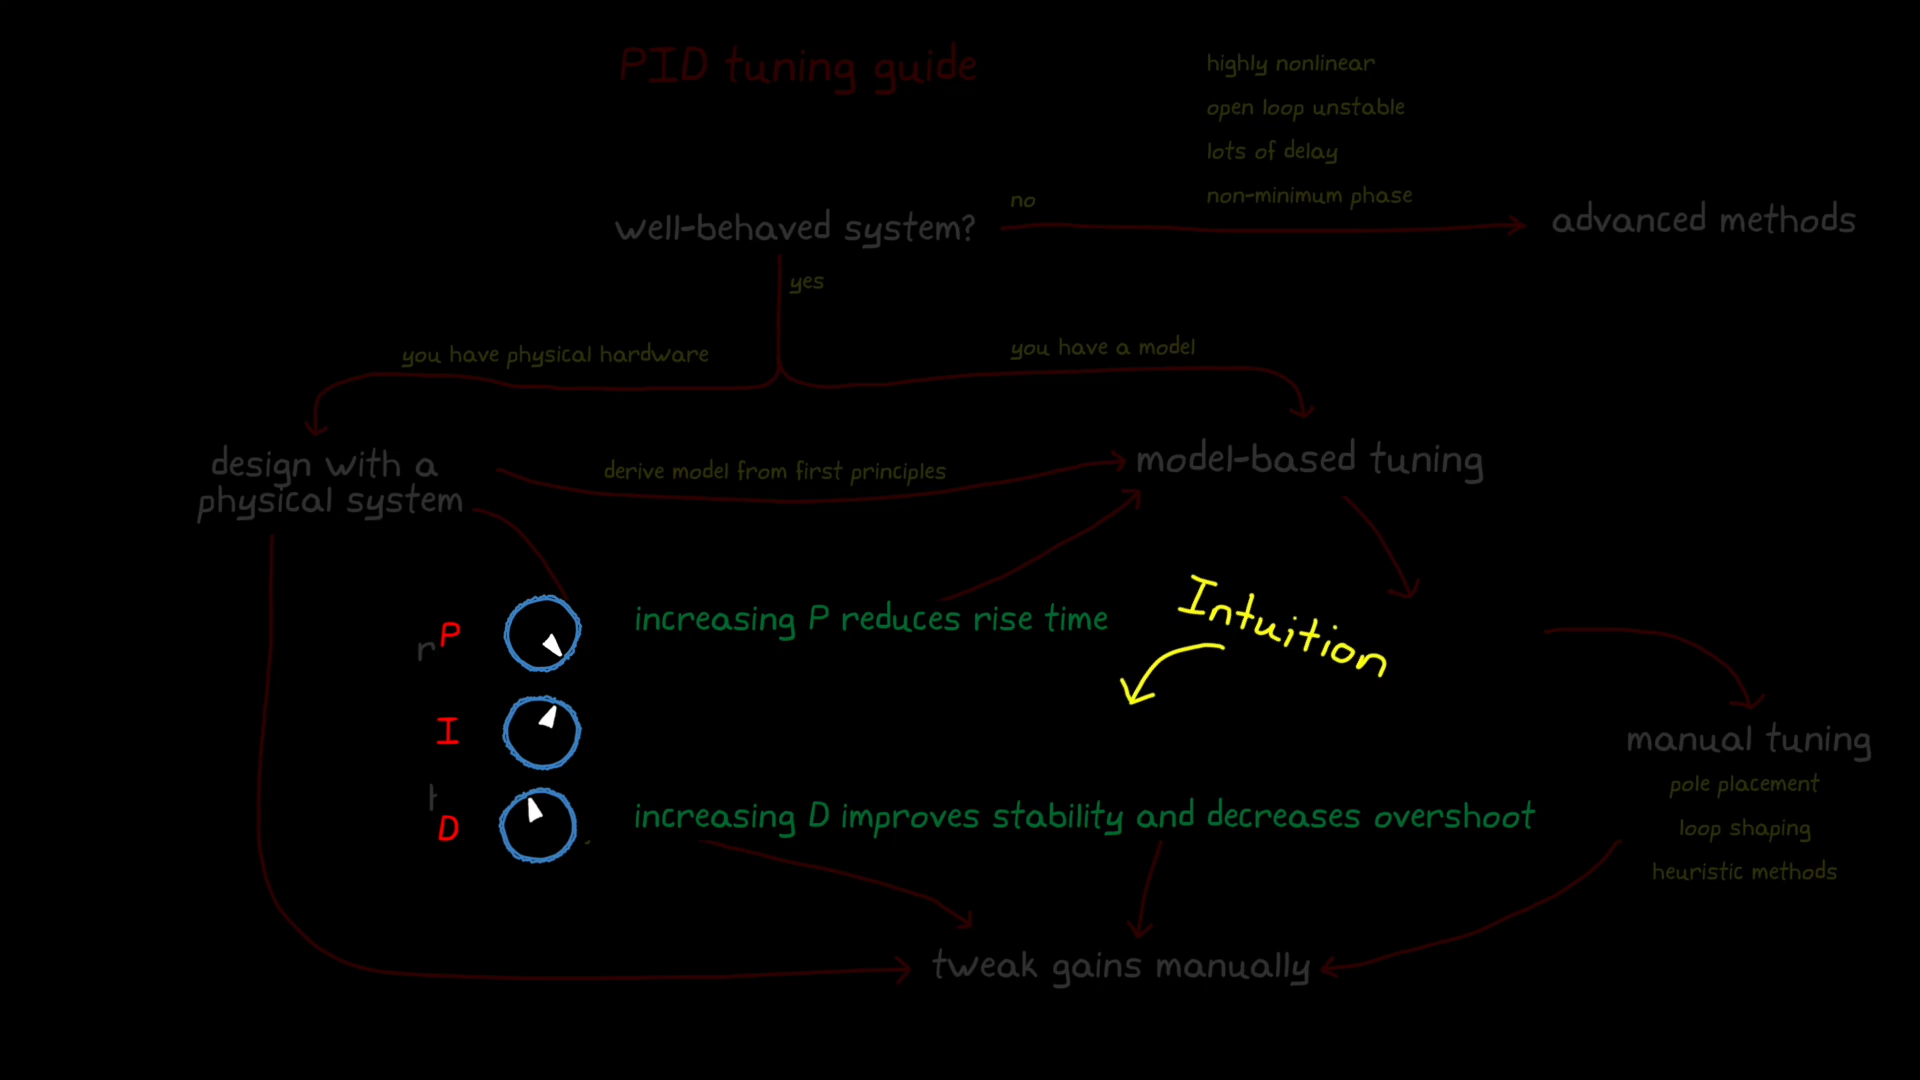 PID tuning guide
highly nonlinear
open loop unstable
lots of delay
non-minimum phase
no
well-behaved system?
advanced methods
yes
you have physical hardware
you have a model
design with a
physical system
derive model from first principles
model-based tuning
Intuition
P
increasing P reduces rise time
I
manual tuning
pole placement
loop shaping
heuristic methods
D
increasing D improves stability and decreases overshoot
tweak gains manually